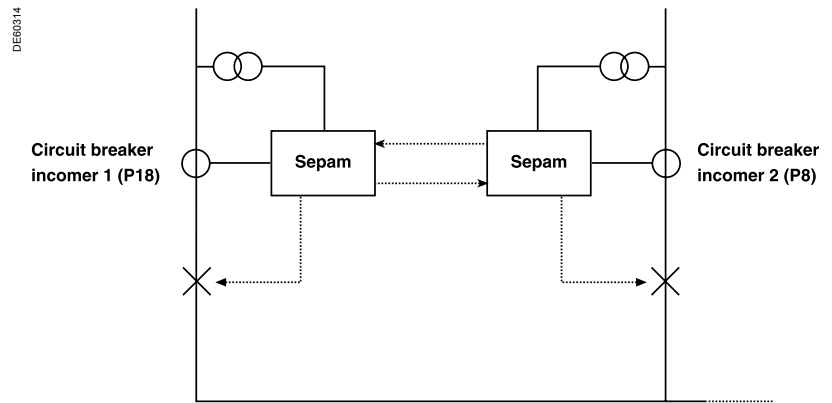 DE60314
Circuit breaker
incomer 1 (P18)
Sepam
Sepam
Circuit breaker
incomer 2 (P8)